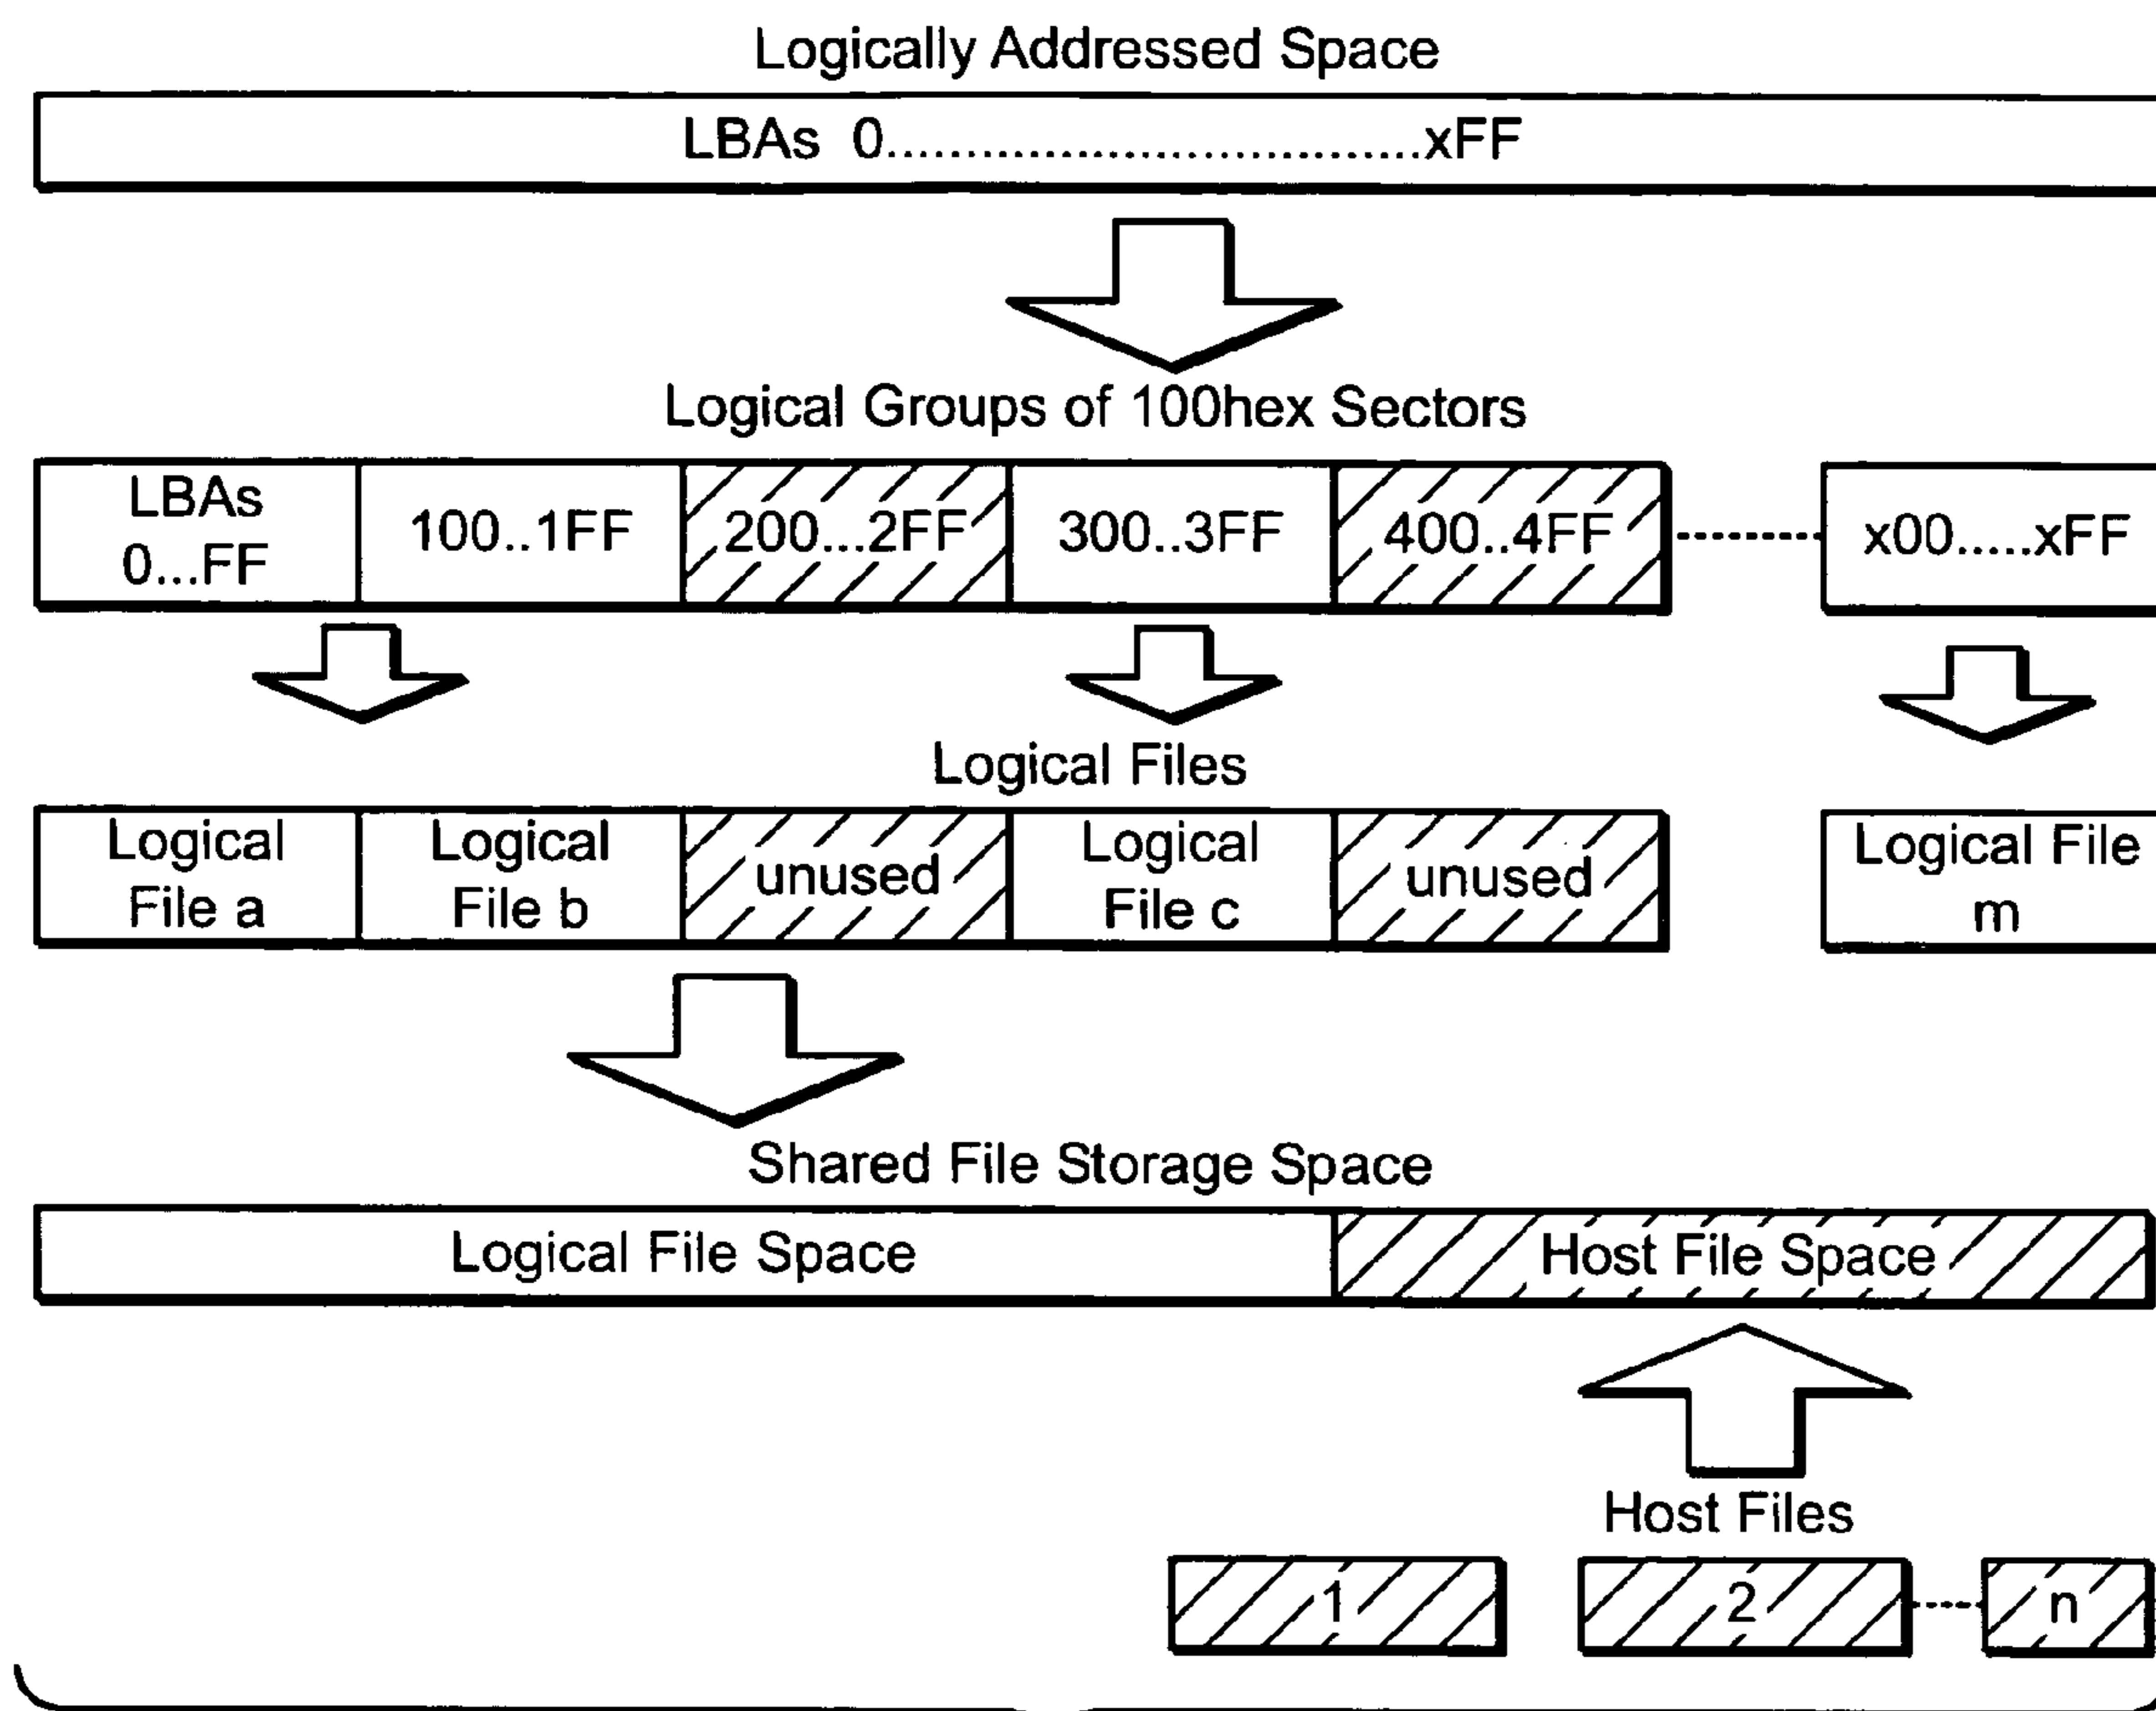 Logically Addressed Space
LBAs 0..................................xFF
Logical Groups of 100hex Sectors
LBAs
0...FF
100..1FF
200...2FF
300..3FF
400..4FF
x00.....xFF
Logical Files
Logical
File a
Logical
File b
unused
Logical
File c
unused
Logical File
m
Shared File Storage Space
Logical File Space
Host File Space
Host Files
1
2
n